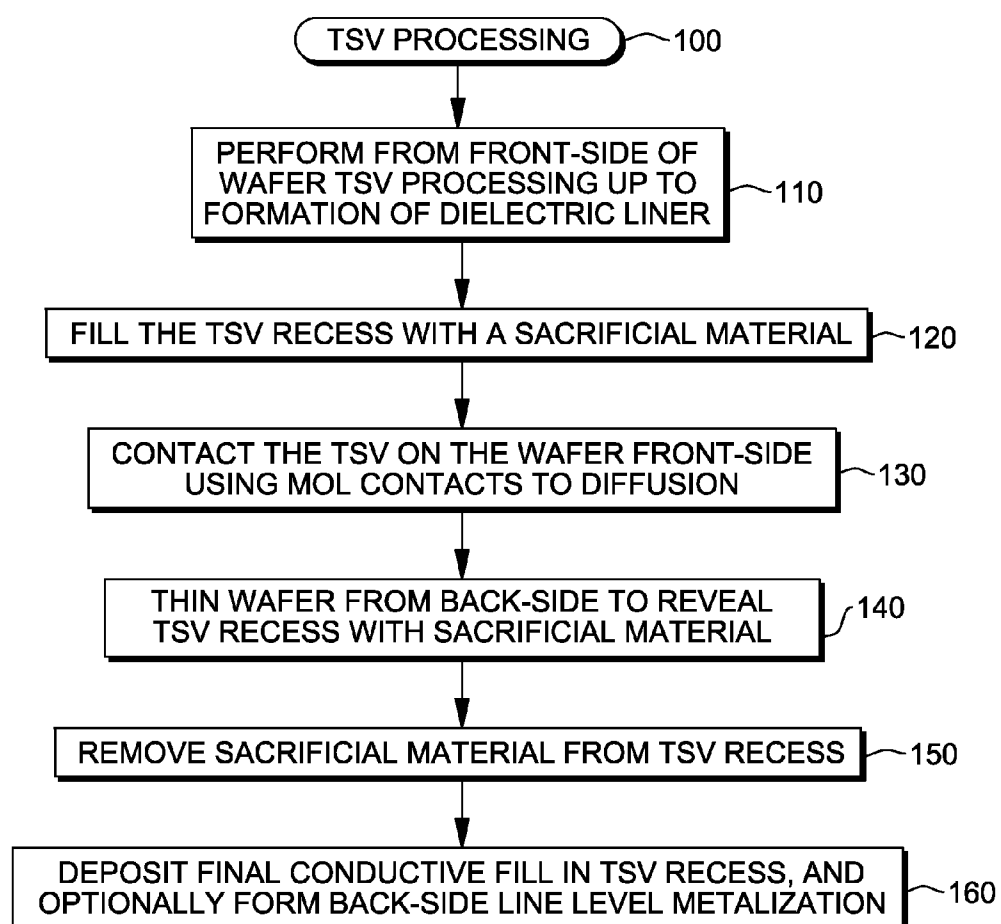 TSV PROCESSING 100
PERFORM FROM FRONT-SIDE OF
WAFER TSV PROCESSING UP TO
FORMATION OF DIELECTRIC LINER
110
FILL THE TSV RECESS WITH A SACRIFICIAL MATERIAL 120
CONTACT THE TSV ON THE WAFER FRONT-SIDE
USING MOL CONTACTS TO DIFFUSION
130
THIN WAFER FROM BACK-SIDE TO REVEAL
TSV RECESS WITH SACRIFICIAL MATERIAL
140
REMOVE SACRIFICIAL MATERIAL FROM TSV RECESS 150
DEPOSIT FINAL CONDUCTIVE FILL IN TSV RECESS, AND
OPTIONALLY FORM BACK-SIDE LINE LEVEL METALIZATION
160